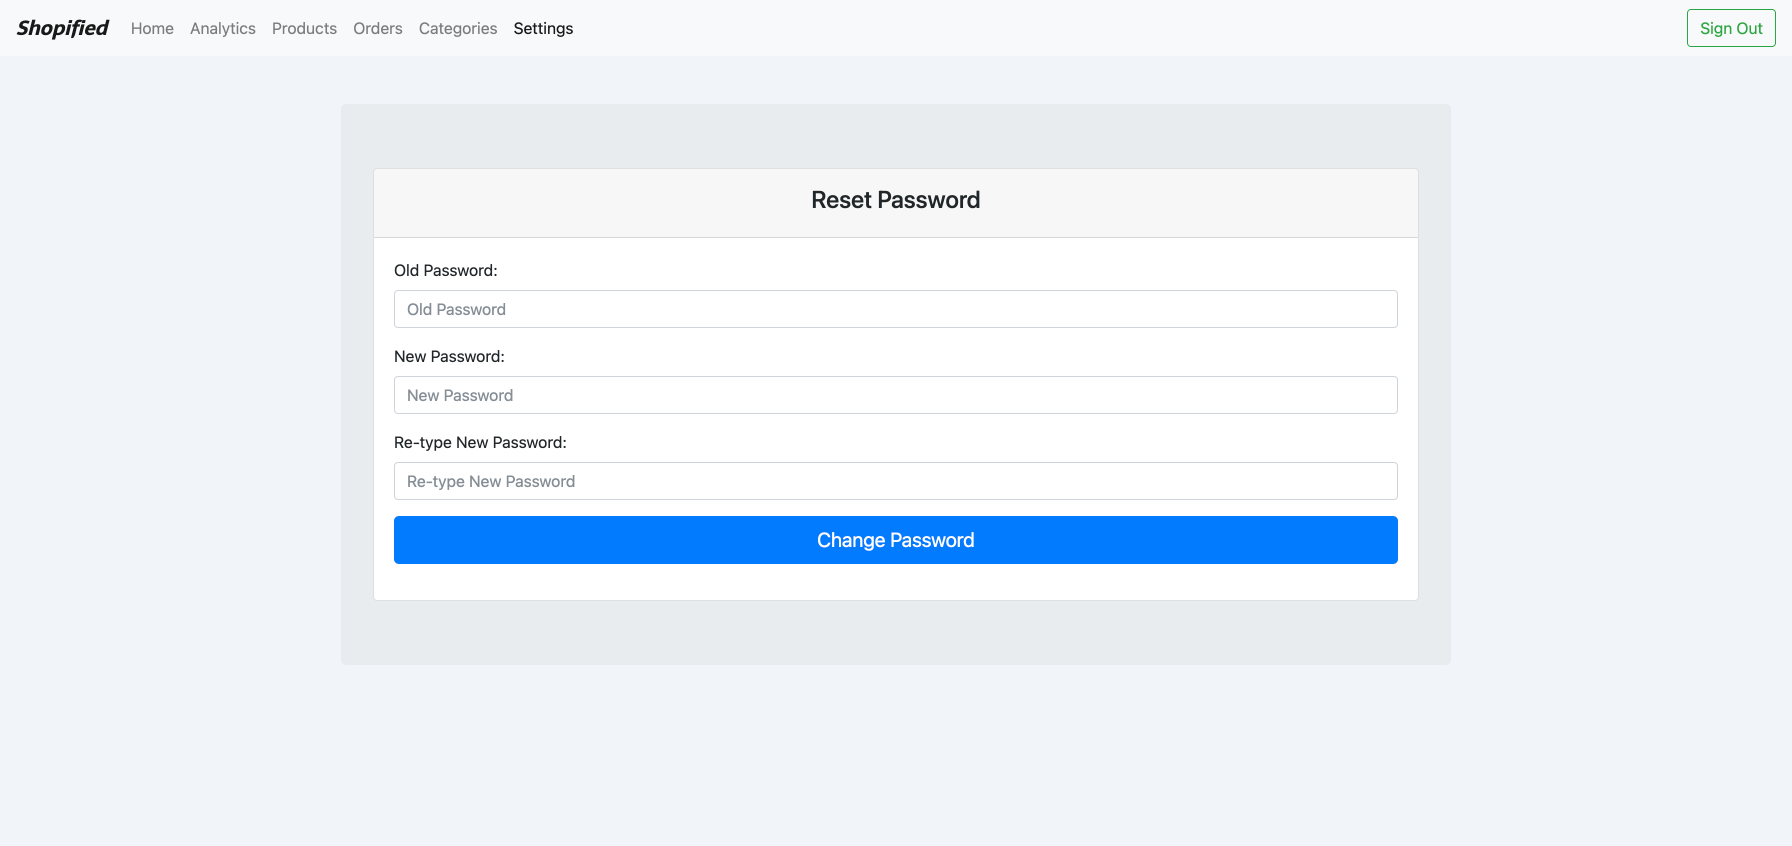 Shopified Home Analytics Products Orders Categories Settings Sign Out
Reset Password
Old Password:
Old Password
New Password:
New Password
Re-type New Password:
Re-type New Password
Change Password